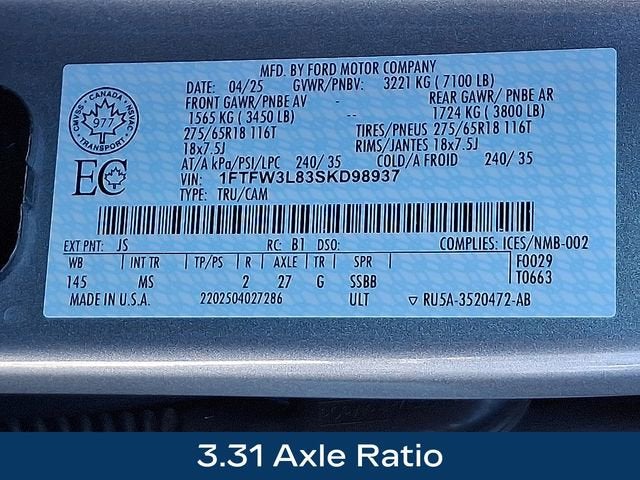 MFD. BY FORD MOTOR COMPANY
DATE: 04/25 GVWR/PNBV: 3221 KG ( 7100 LB)
FRONT GAWR/PNBE AV - REAR GAWR/ PNBE AR
1565 KG ( 3450 LB) -- 1724 KG ( 3800 LB)
275/65R18 116T TIRES/PNEUS 275/65R18 116T
18x7.5J RIMS/JANTES 18x7.5J
AT/A kPa/PSI/LPC 240/ 35 COLD/A FROID 240/ 35
VIN: 1FTFW3L83SKD98937
TYPE: TRU/CAM
CMVSS - CANADA - NSVAC
977
TRANSPORT
EC
EXT PNT: JS RC: B1 DSO: COMPLIES: ICES/NMB-002
WB INT TR TP/PS R AXLE TR SPR F0029
145 MS 2 27 G SSBB T0663
MADE IN U.S.A. 2202504027286 ULT ▽ RU5A-3520472-AB
3.31 Axle Ratio